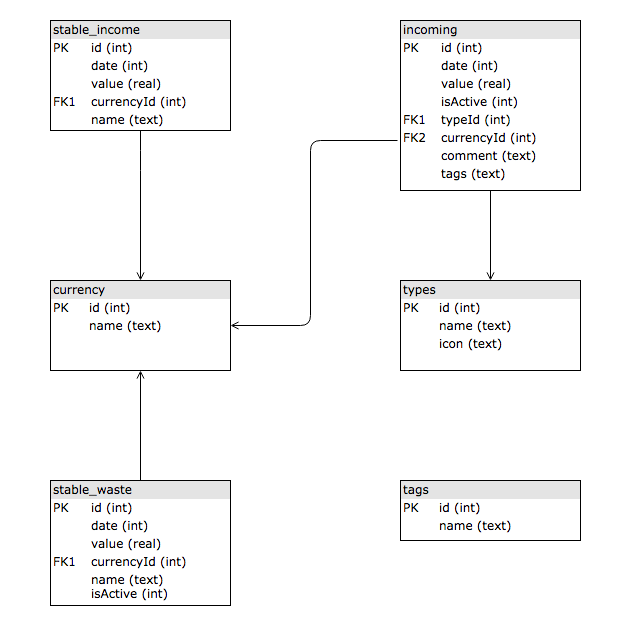 stable_income
PK id (int)
date (int)
value (real)
FK1 currencyId (int)
name (text)
incoming
PK id (int)
date (int)
value (real)
isActive (int)
FK1 typeId (int)
FK2 currencyId (int)
comment (text)
tags (text)
currency
PK id (int)
name (text)
types
PK id (int)
name (text)
icon (text)
stable_waste
PK id (int)
date (int)
value (real)
FK1 currencyId (int)
name (text)
isActive (int)
tags
PK id (int)
name (text)